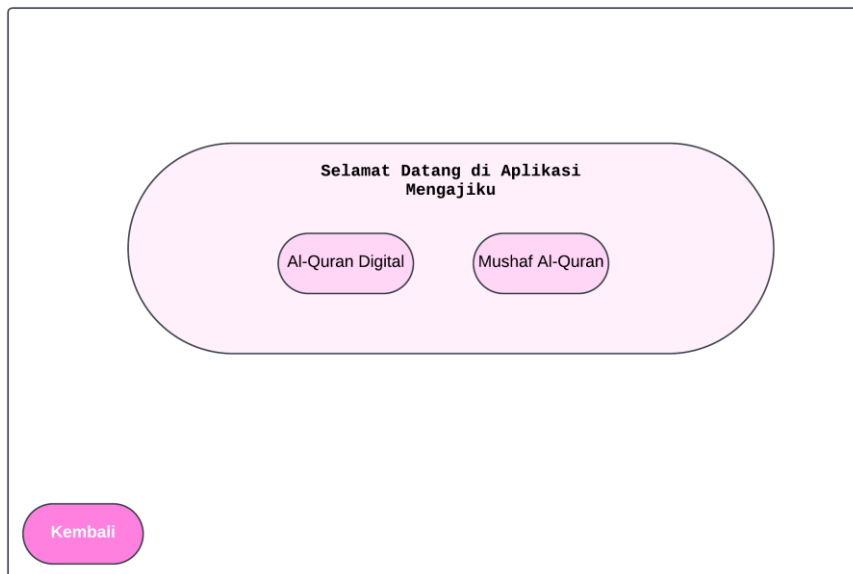 Selamat Datang di Aplikasi
Mengajiku
Al-Quran Digital
Mushaf Al-Quran
Kembali